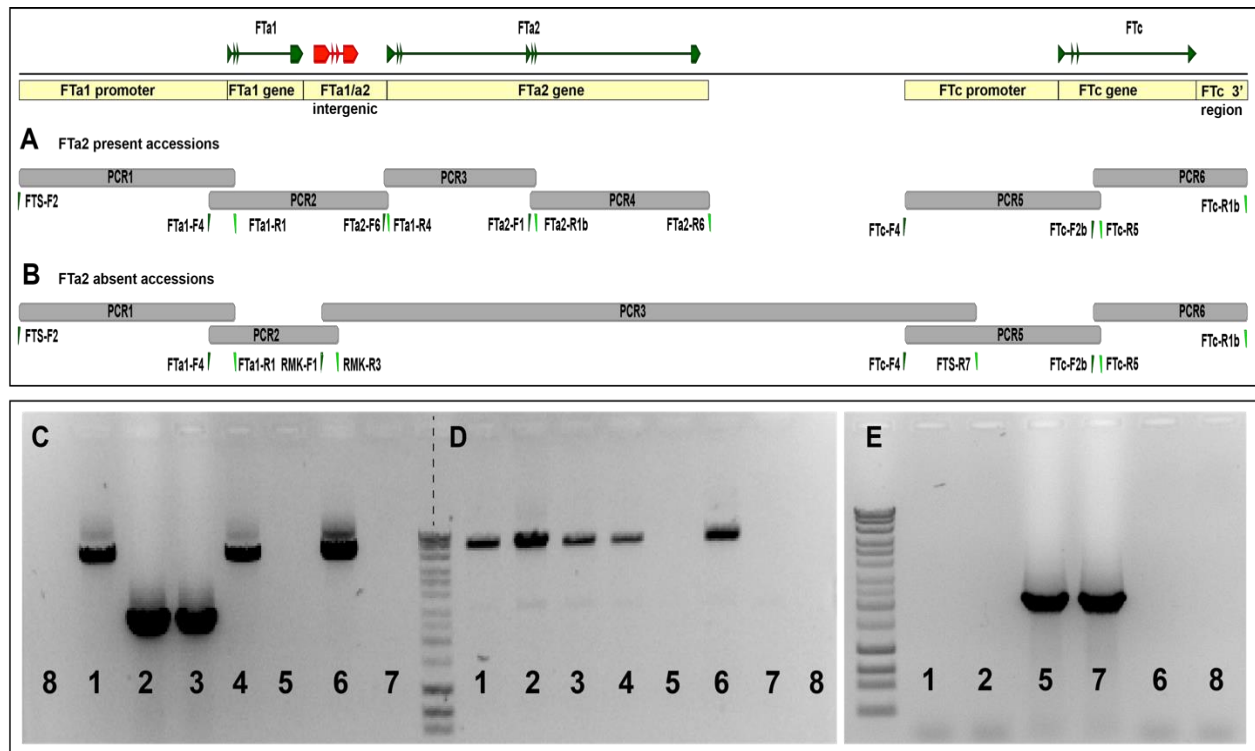 FTa1 FTa2 FTc
FTa1 promoter FTa1 gene FTa1/a2 FTa2 gene FTc promoter FTc gene FTc 3'
intergenic region
A FTa2 present accessions
PCR1 PCR3 PCR6
PCR2 PCR4 PCR5
FTS-F2 FTc-R1b
FTa1-F4 FTa1-R1 FTa2-F6 FTa1-R4 FTa2-F1 FTa2-R1b FTa2-R6 FTc-F4 FTc-F2b FTc-R5
B FTa2 absent accessions
PCR1 PCR3 PCR6
PCR2 PCR5
FTS-F2 FTc-R1b
FTa1-F4 FTa1-R1 RMK-F1 RMK-R3 FTc-F4 FTS-R7 FTc-F2b FTc-R5
C D E
8 1 2 3 4 5 6 7 1 2 3 4 5 6 7 8 1 2 5 7 6 8